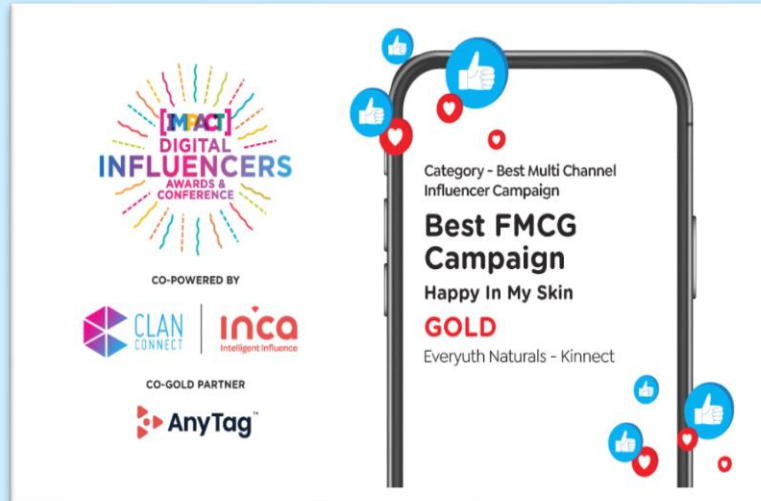 [IMPACT]
DIGITAL
INFLUENCERS
AWARDS &
CONFERENCE
CO-POWERED BY
CLAN
CONNECT
INCA
Intelligent Influence
CO-GOLD PARTNER
AnyTag™
Category - Best Multi Channel
Influencer Campaign
Best FMCG
Campaign
Happy In My Skin
GOLD
Everyuth Naturals - Kinnect